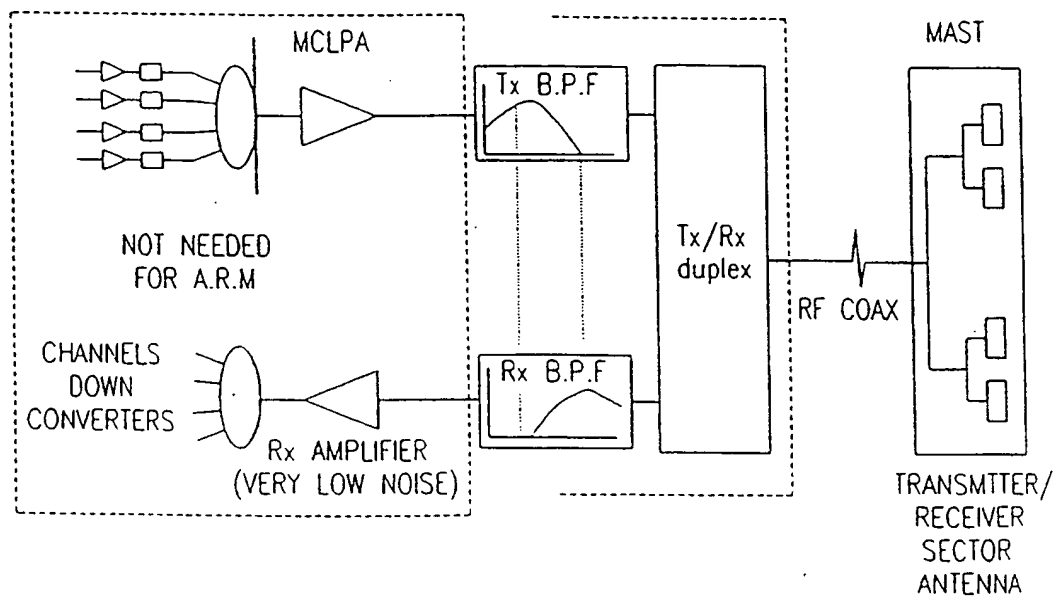 MCLPA
MAST
Tx B.P.F
NOT NEEDED
FOR A.R.M
Tx/Rx
duplex
RF COAX
CHANNELS
DOWN
CONVERTERS
Rx B.P.F
Rx AMPLIFIER
(VERY LOW NOISE)
TRANSMTTER/
RECEIVER
SECTOR
ANTENNA